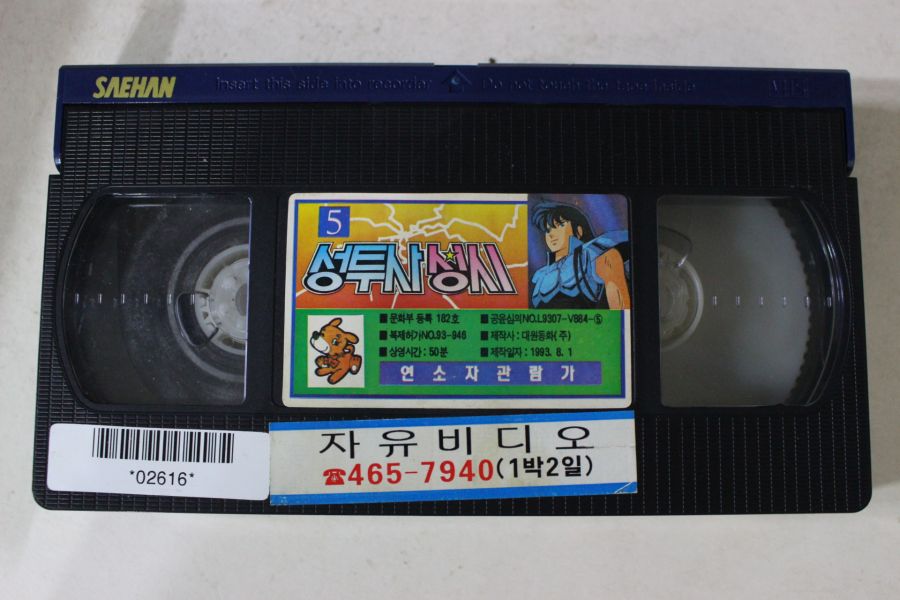 SAEHAN
Insert this side into recorder
Do not touch the tape inside
VHS
5
성투사 성시
■ 문화부 등록 182호
■ 공윤심의NO.L9307-V884-⑤
■ 복제허가NO.93-946
■ 제작사 : 대원동화(주)
■ 상영시간 : 50분
■ 제작일자 : 1993. 8. 1
연소자관람가
*02616*
자유비디오
☎465-7940(1박2일)